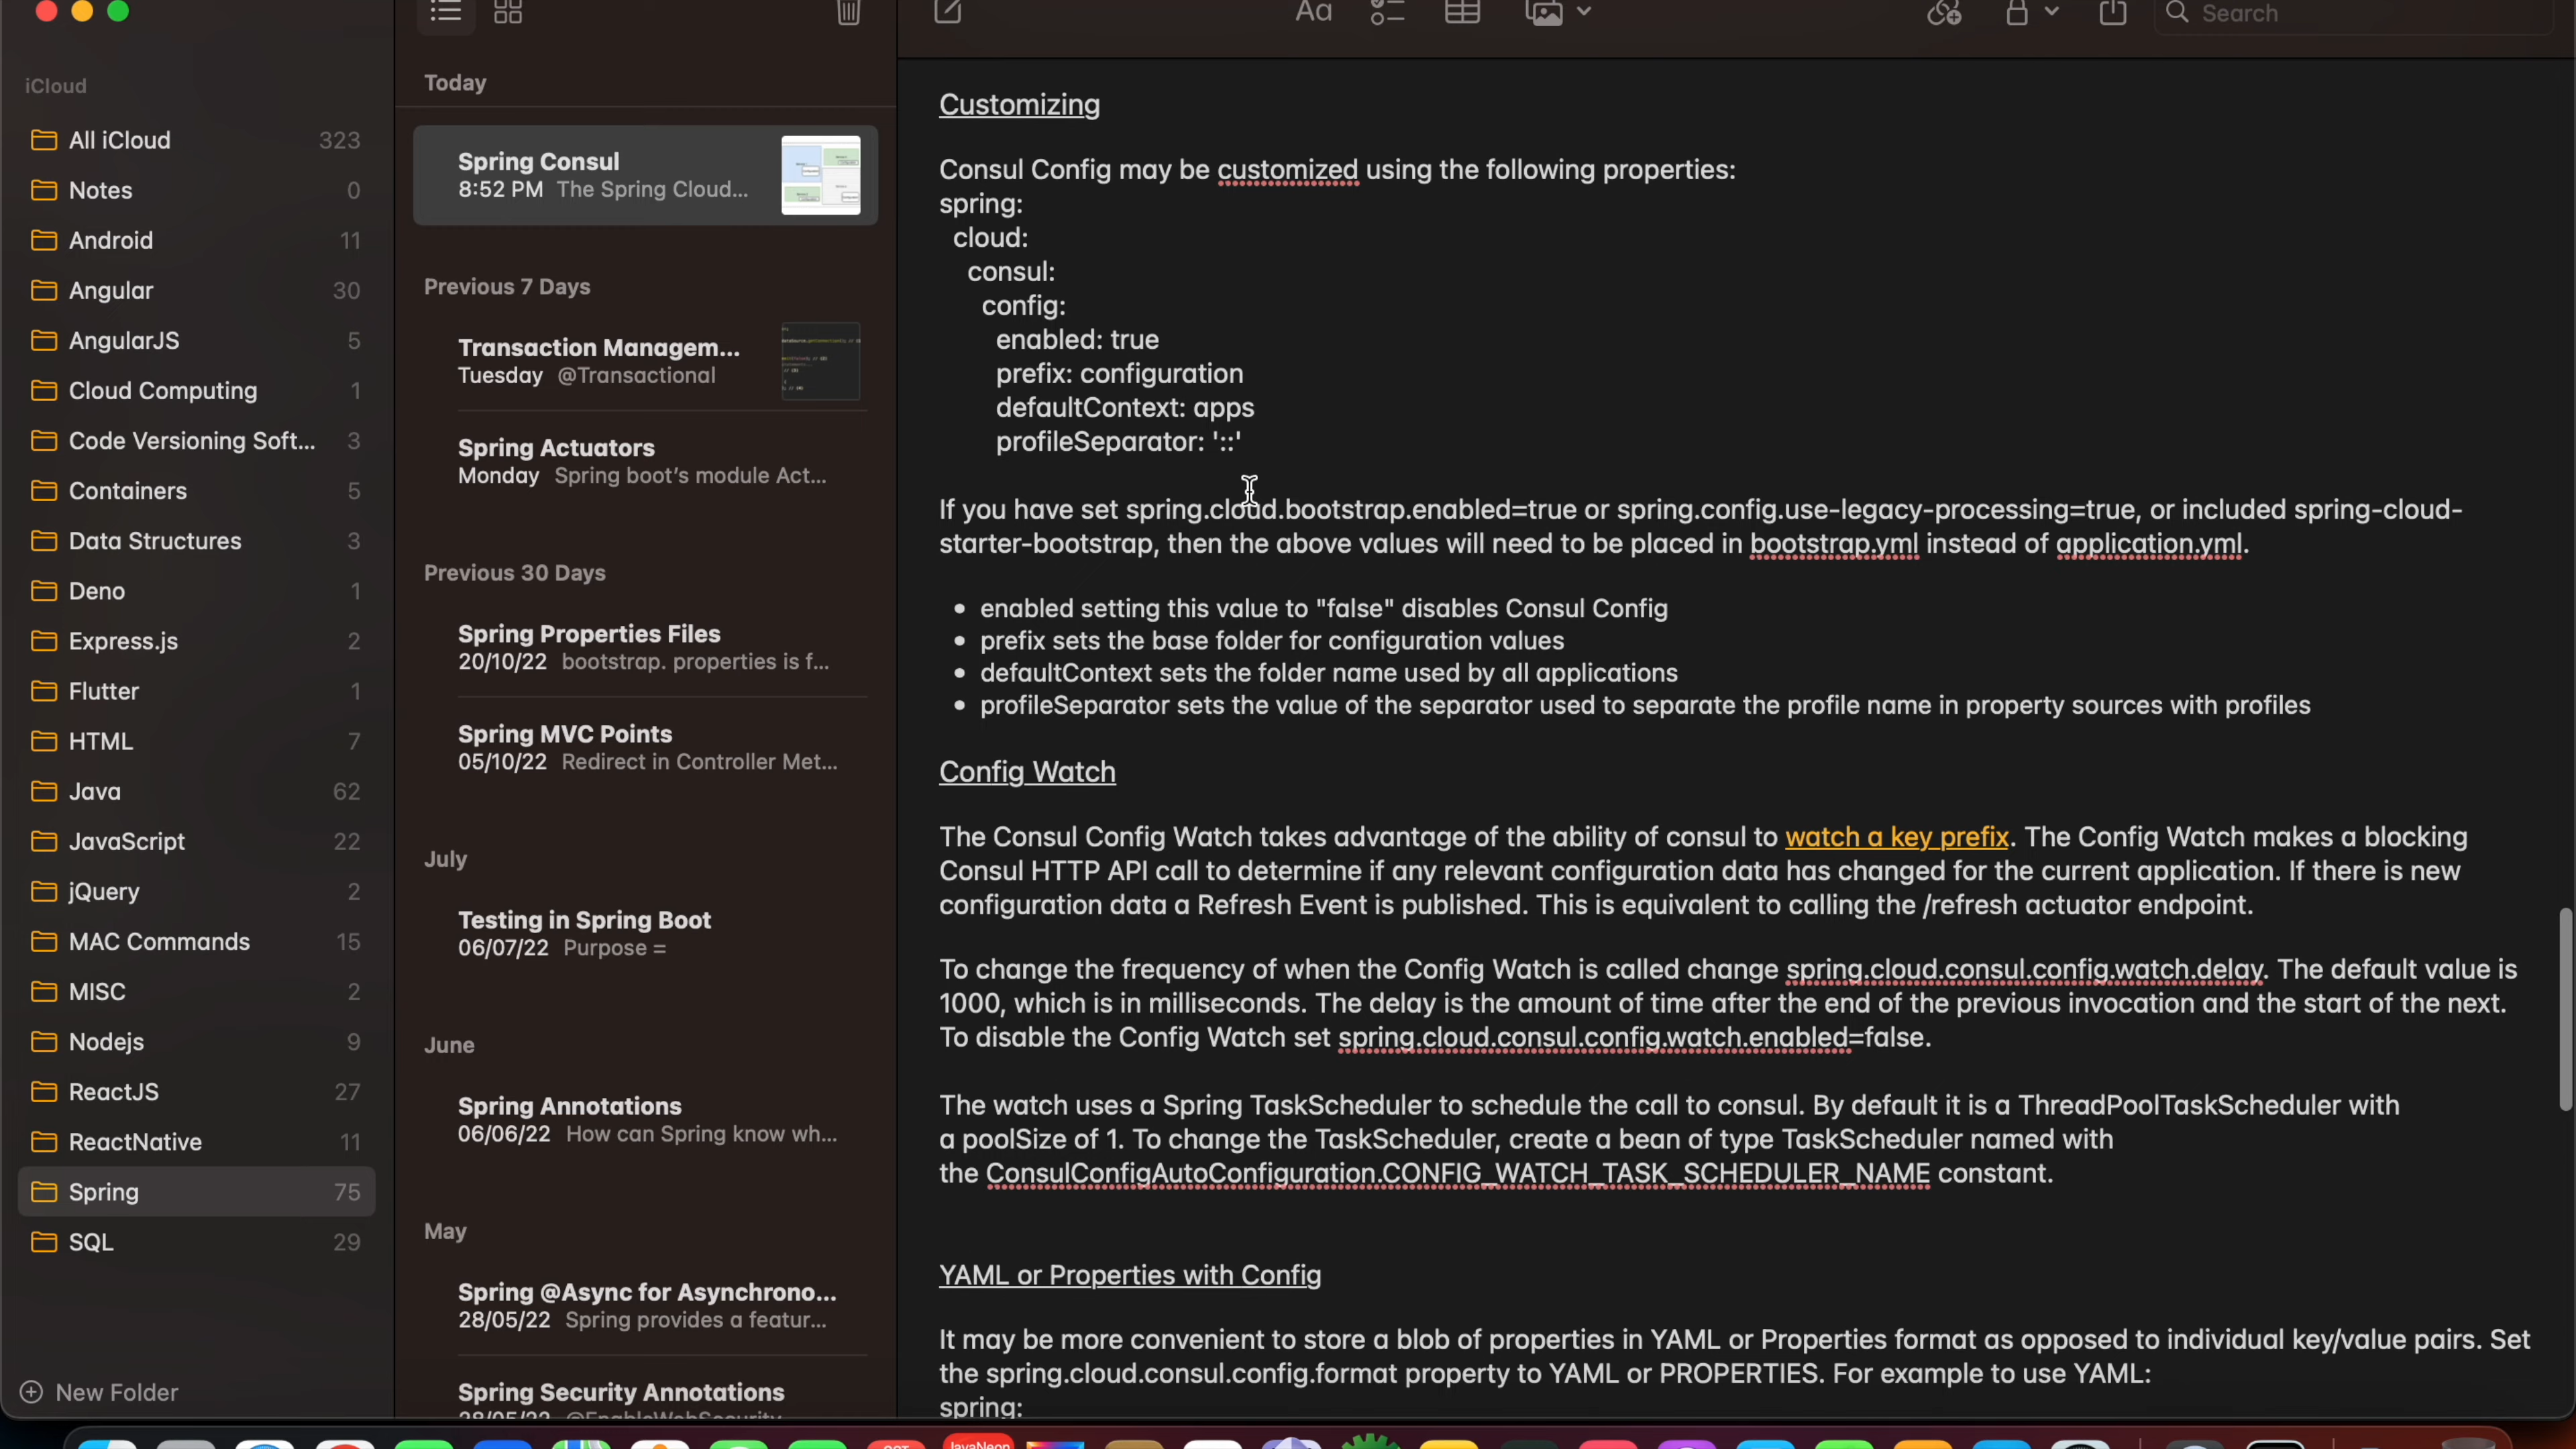 Search
iCloud
All iCloud 323
Notes 0
Android 11
Angular 30
AngularJS 5
Cloud Computing 1
Code Versioning Soft... 3
Containers 5
Data Structures 3
Deno 1
Express.js 2
Flutter 1
HTML 7
Java 62
JavaScript 22
jQuery 2
MAC Commands 15
MISC 2
Nodejs 9
ReactJS 27
ReactNative 11
Spring 75
SQL 29
New Folder
Today
Spring Consul
8:52 PM The Spring Cloud...
Previous 7 Days
Transaction Managem...
Tuesday @Transactional
Spring Actuators
Monday Spring boot's module Act...
Previous 30 Days
Spring Properties Files
20/10/22 bootstrap. properties is f...
Spring MVC Points
05/10/22 Redirect in Controller Met...
July
Testing in Spring Boot
06/07/22 Purpose =
June
Spring Annotations
06/06/22 How can Spring know wh...
May
Spring @Async for Asynchrono...
28/05/22 Spring provides a featur...
Spring Security Annotations
28/05/22 @EnableWebSecurity
Aa
Customizing
Consul Config may be customized using the following properties:
spring:
cloud:
consul:
config:
enabled: true
prefix: configuration
defaultContext: apps
profileSeparator: '::'
If you have set spring.cloud.bootstrap.enabled=true or spring.config.use-legacy-processing=true, or included spring-cloud-
starter-bootstrap, then the above values will need to be placed in bootstrap.yml instead of application.yml.
• enabled setting this value to "false" disables Consul Config
• prefix sets the base folder for configuration values
• defaultContext sets the folder name used by all applications
• profileSeparator sets the value of the separator used to separate the profile name in property sources with profiles
Config Watch
The Consul Config Watch takes advantage of the ability of consul to watch a key prefix. The Config Watch makes a blocking
Consul HTTP API call to determine if any relevant configuration data has changed for the current application. If there is new
configuration data a Refresh Event is published. This is equivalent to calling the /refresh actuator endpoint.
To change the frequency of when the Config Watch is called change spring.cloud.consul.config.watch.delay. The default value is
1000, which is in milliseconds. The delay is the amount of time after the end of the previous invocation and the start of the next.
To disable the Config Watch set spring.cloud.consul.config.watch.enabled=false.
The watch uses a Spring TaskScheduler to schedule the call to consul. By default it is a ThreadPoolTaskScheduler with
a poolSize of 1. To change the TaskScheduler, create a bean of type TaskScheduler named with
the ConsulConfigAutoConfiguration.CONFIG_WATCH_TASK_SCHEDULER_NAME constant.
YAML or Properties with Config
It may be more convenient to store a blob of properties in YAML or Properties format as opposed to individual key/value pairs. Set
the spring.cloud.consul.config.format property to YAML or PROPERTIES. For example to use YAML:
spring:
OCT
JavaNeon